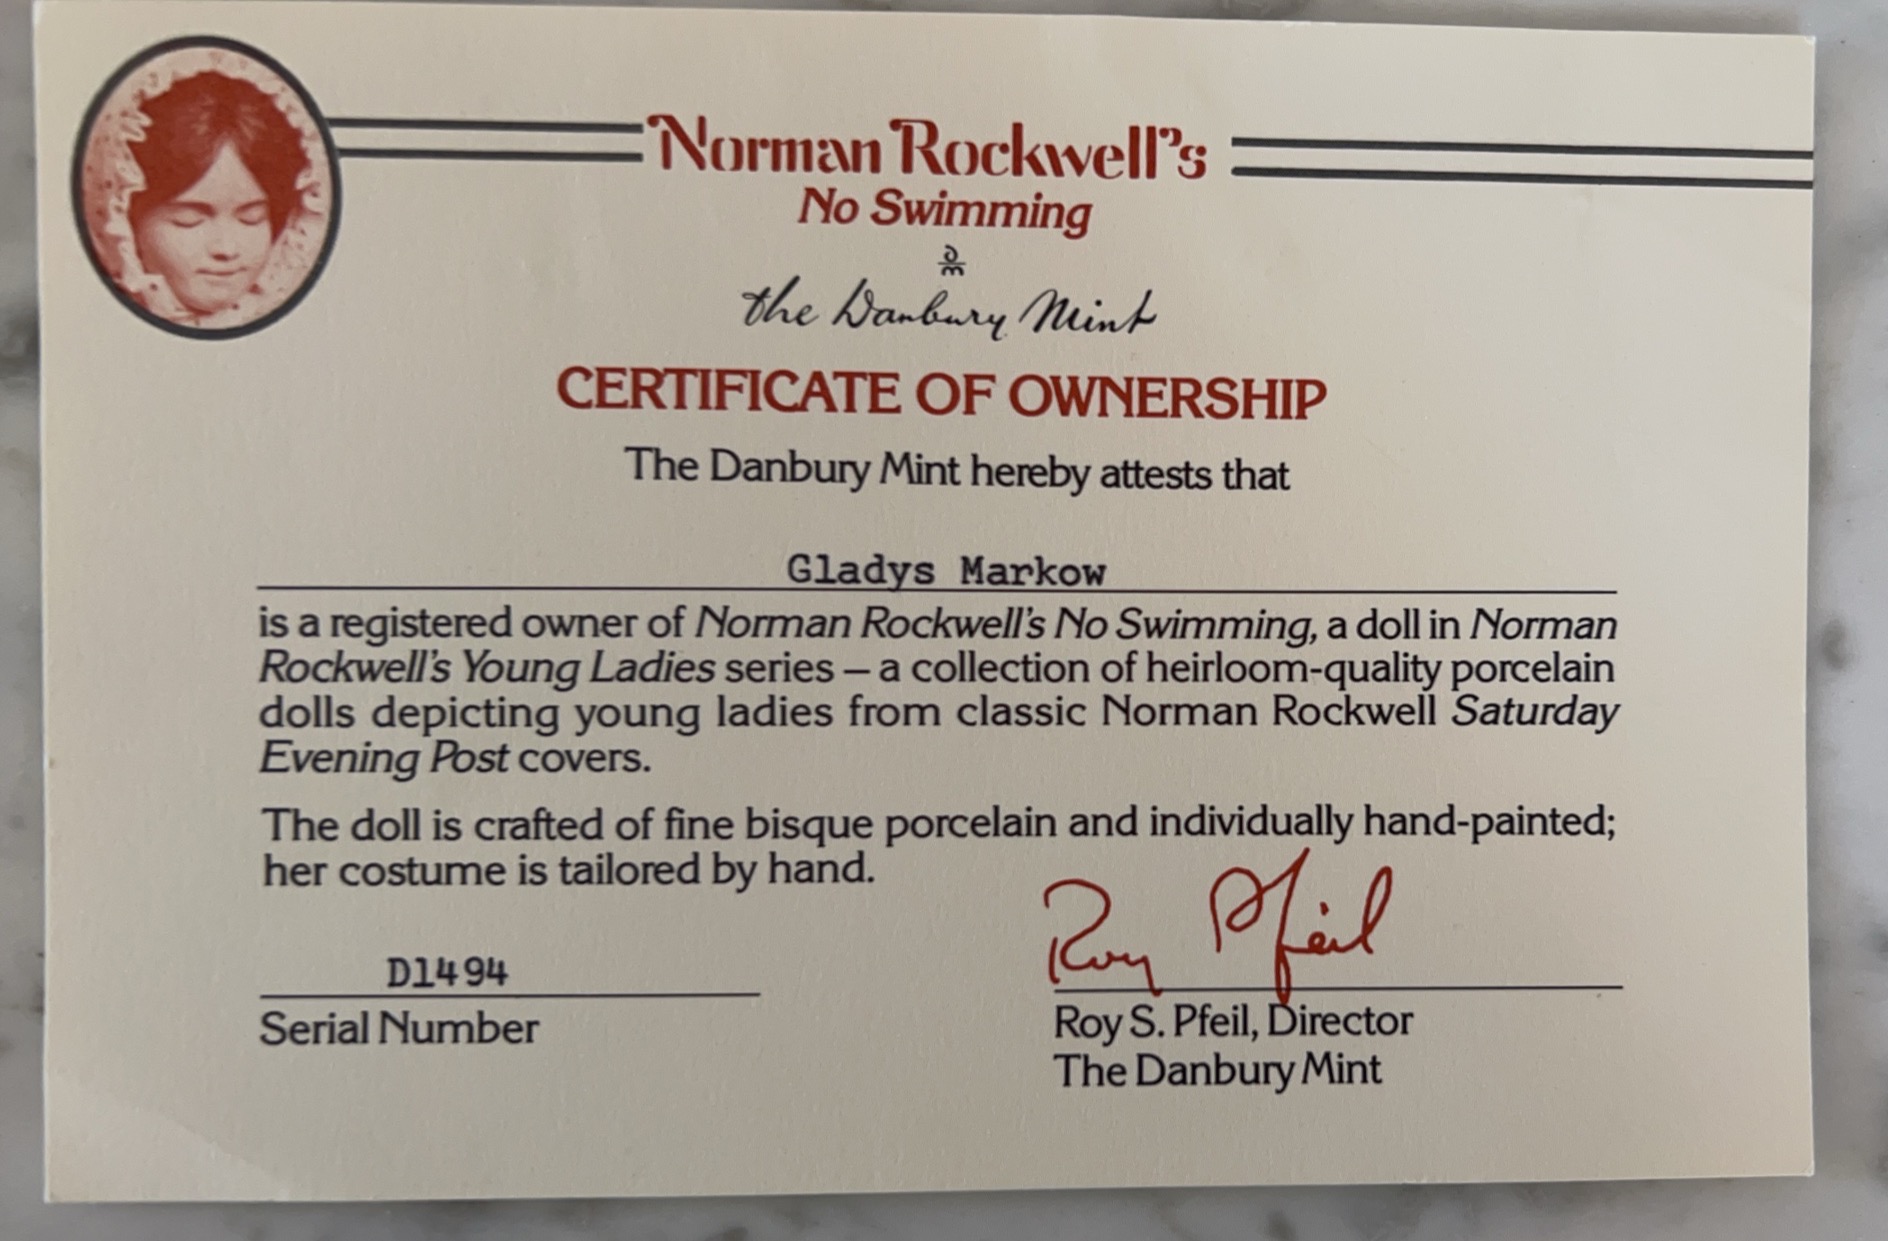 Norman Rockwell's
No Swimming
the Danbury Mint
CERTIFICATE OF OWNERSHIP
The Danbury Mint hereby attests that
Gladys Markow
is a registered owner of Norman Rockwell's No Swimming, a doll in Norman
Rockwell's Young Ladies series – a collection of heirloom-quality porcelain
dolls depicting young ladies from classic Norman Rockwell Saturday
Evening Post covers.
The doll is crafted of fine bisque porcelain and individually hand-painted;
her costume is tailored by hand.
Roy Pfeil
D1494
Serial Number
Roy S. Pfeil, Director
The Danbury Mint